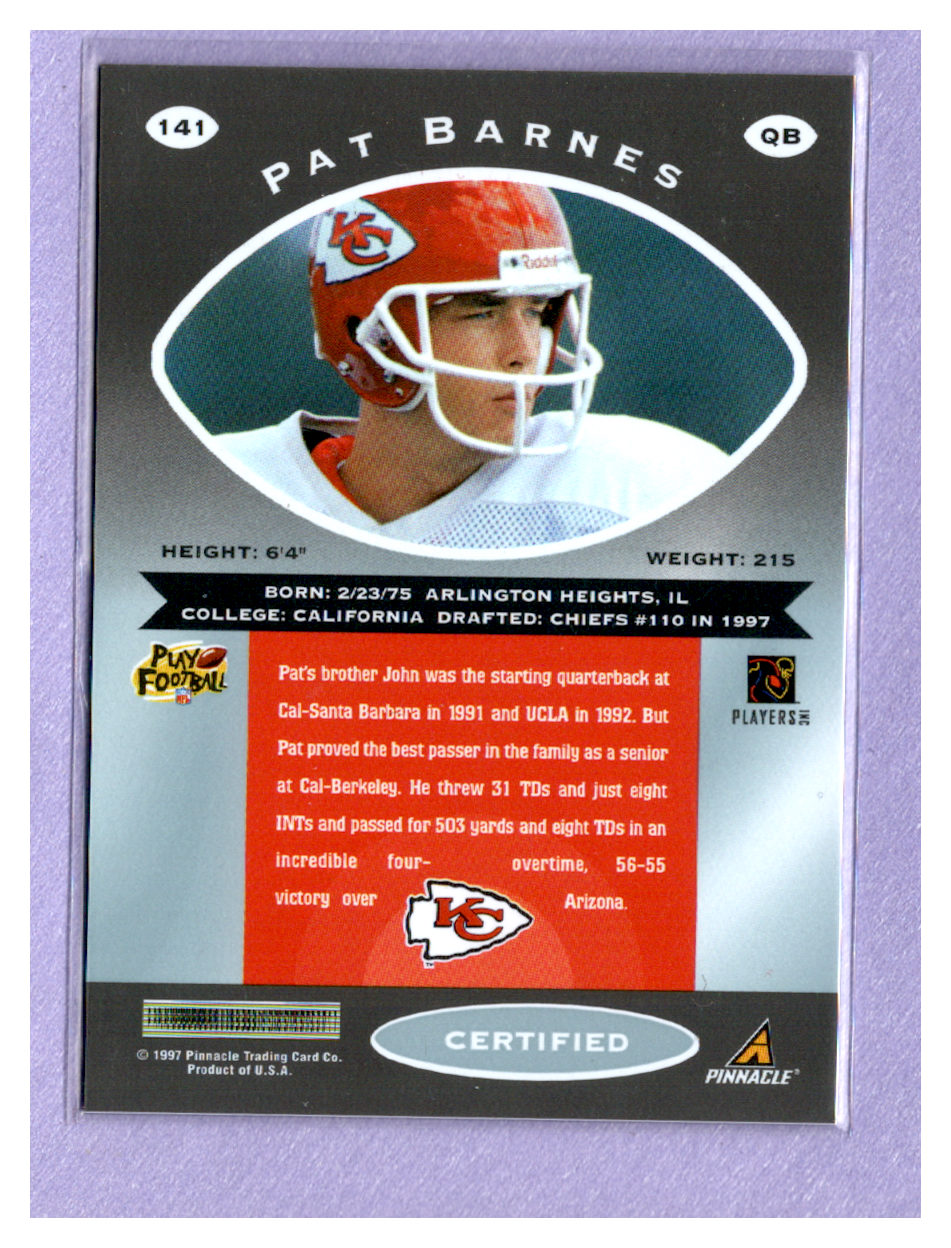 141
QB
PAT BARNES
KC
Riddell
HEIGHT: 6'4"
WEIGHT: 215
BORN: 2/23/75 ARLINGTON HEIGHTS, IL
COLLEGE: CALIFORNIA DRAFTED: CHIEFS #110 IN 1997
PLAY FOOTBALL
NFL
PLAYERS INC
Pat's brother John was the starting quarterback at
Cal-Santa Barbara in 1991 and UCLA in 1992. But
Pat proved the best passer in the family as a senior
at Cal-Berkeley. He threw 31 TDs and just eight
INTs and passed for 503 yards and eight TDs in an
incredible four- overtime, 56-55
victory over Arizona.
KC
TM
© 1997 Pinnacle Trading Card Co.
Product of U.S.A.
CERTIFIED
PINNACLE®